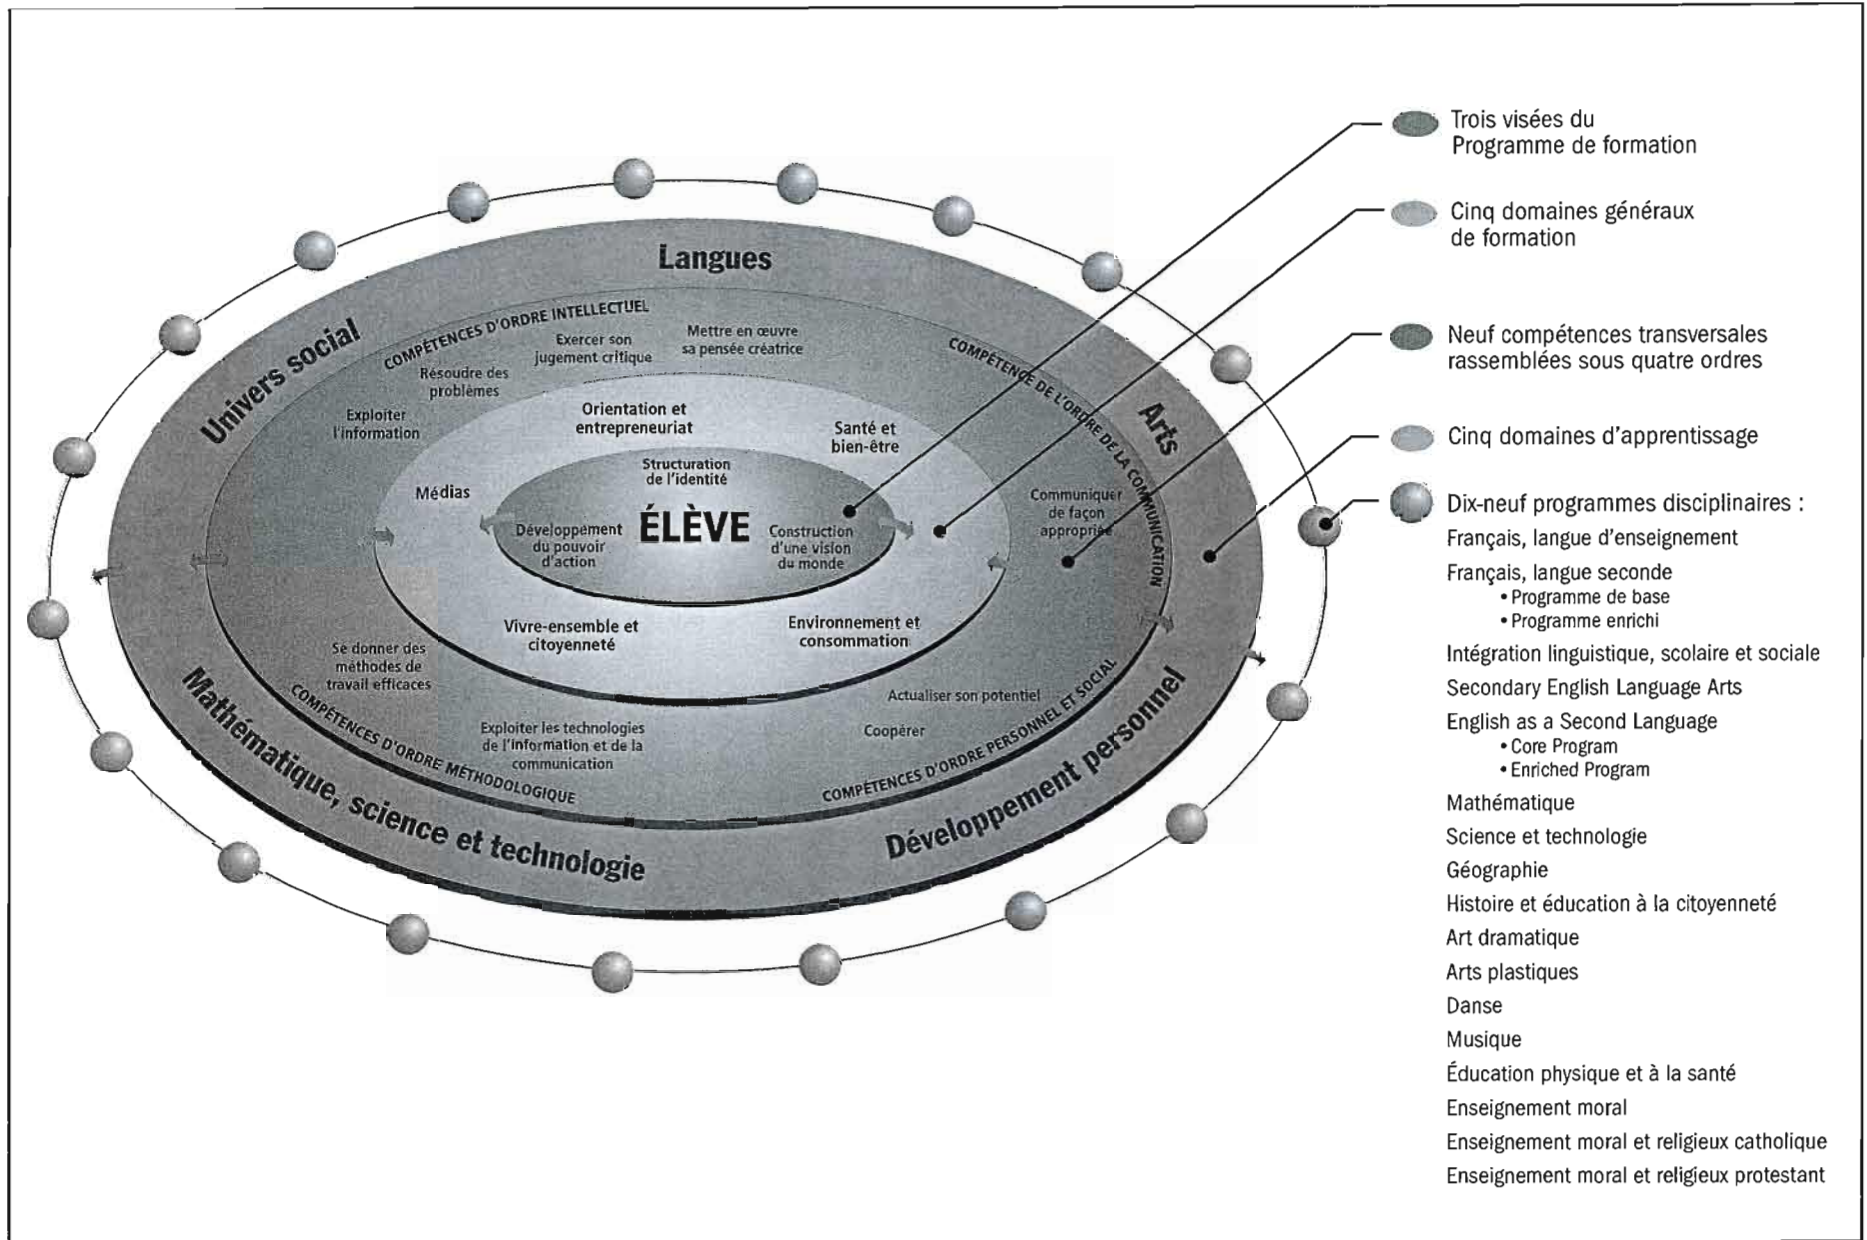 Trois visées du
Programme de formation
Cinq domaines généraux
de formation
Neuf compétences transversales
rassemblées sous quatre ordres
Cinq domaines d'apprentissage
Dix-neuf programmes disciplinaires :
Français, langue d'enseignement
Français, langue seconde
• Programme de base
• Programme enrichi
Intégration linguistique, scolaire et sociale
Secondary English Language Arts
English as a Second Language
• Core Program
• Enriched Program
Mathématique
Science et technologie
Géographie
Histoire et éducation à la citoyenneté
Art dramatique
Arts plastiques
Danse
Musique
Éducation physique et à la santé
Enseignement moral
Enseignement moral et religieux catholique
Enseignement moral et religieux protestant
Langues
Univers social
Arts
Mathématique, science et technologie
Développement personnel
COMPÉTENCES D'ORDRE INTELLECTUEL
Exploiter
l'information
Résoudre des
problèmes
Exercer son
jugement critique
Mettre en œuvre
sa pensée créatrice
COMPÉTENCE DE L'ORDRE DE LA COMMUNICATION
Communiquer
de façon
appropriée
COMPÉTENCES D'ORDRE MÉTHODOLOGIQUE
Se donner des
méthodes de
travail efficaces
Exploiter les technologies
de l'information et de la
communication
COMPÉTENCES D'ORDRE PERSONNEL ET SOCIAL
Actualiser son potentiel
Coopérer
Orientation et
entrepreneuriat
Santé et
bien-être
Médias
Vivre-ensemble et
citoyenneté
Environnement et
consommation
Structuration
de l'identité
ÉLÈVE
Développement
du pouvoir
d'action
Construction
d'une vision
du monde